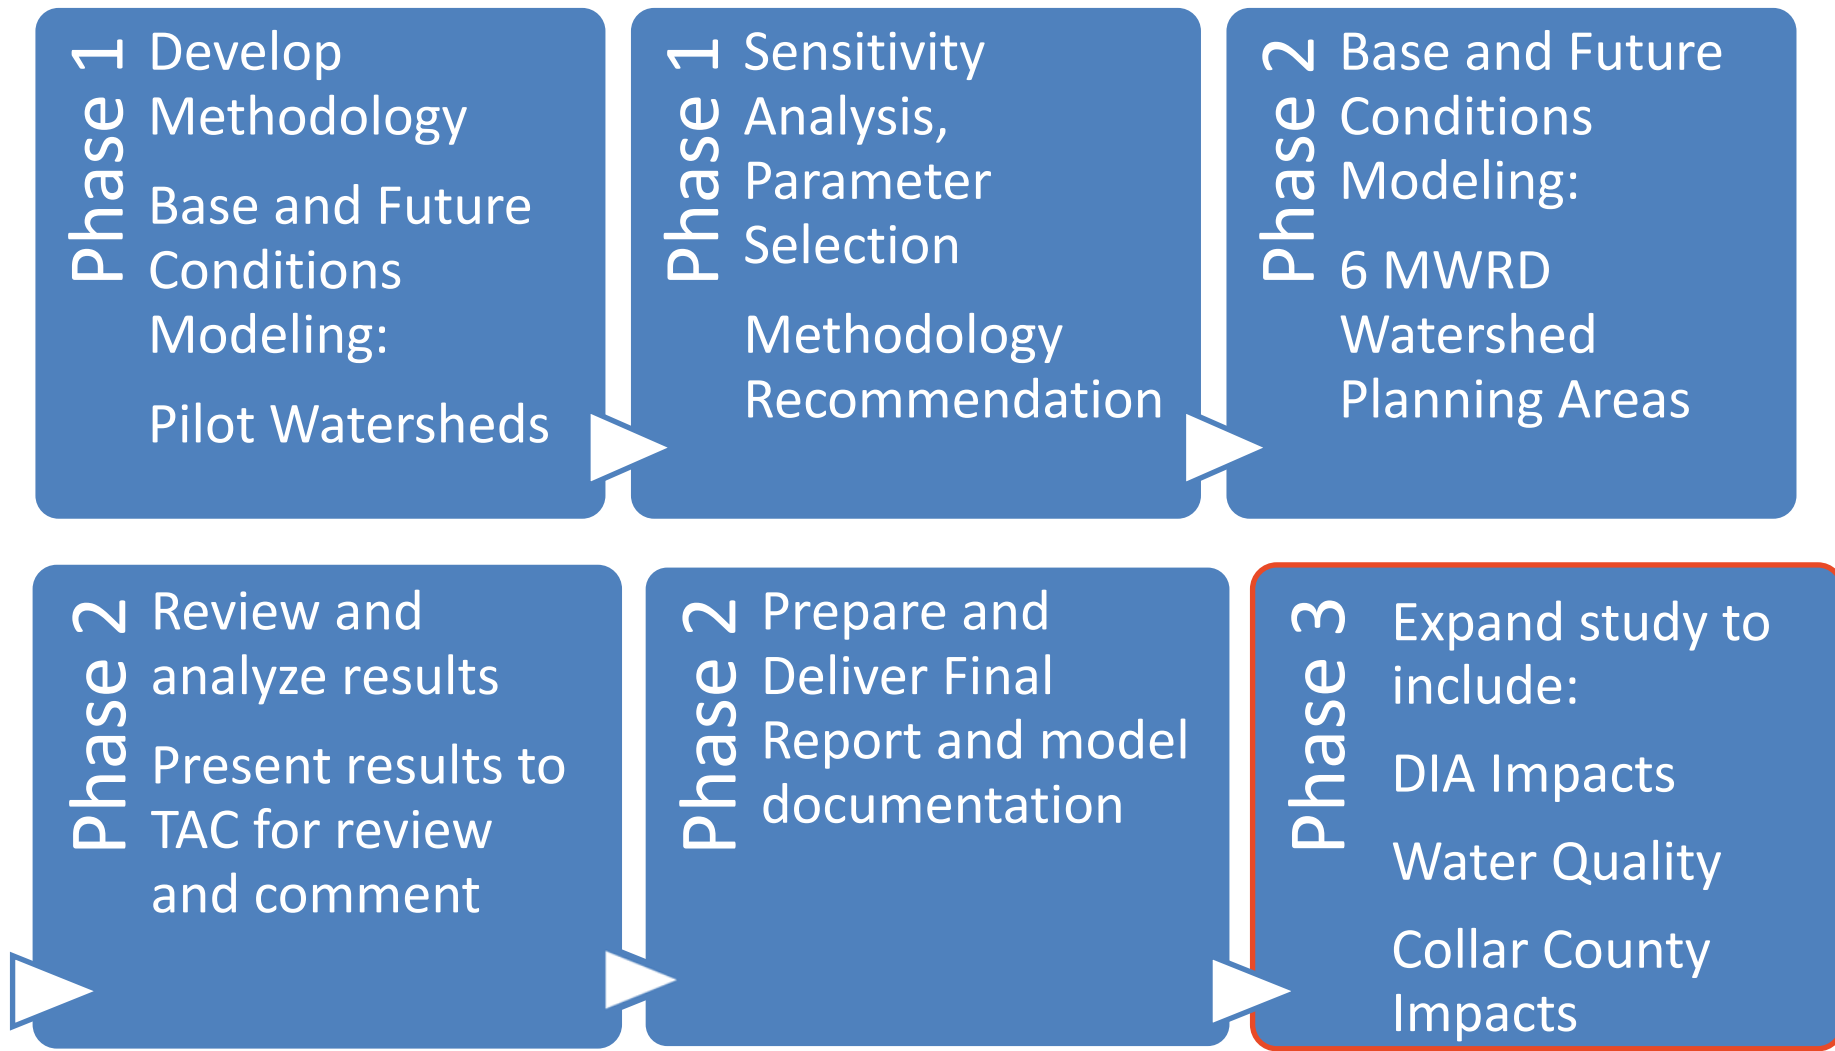 Phase 1
Develop
Methodology
Base and Future
Conditions
Modeling:
Pilot Watersheds
Phase 1
Sensitivity
Analysis,
Parameter
Selection
Methodology
Recommendation
Phase 2
Base and Future
Conditions
Modeling:
6 MWRD
Watershed
Planning Areas
Phase 2
Review and
analyze results
Present results to
TAC for review
and comment
Phase 2
Prepare and
Deliver Final
Report and model
documentation
Phase 3
Expand study to
include:
DIA Impacts
Water Quality
Collar County
Impacts